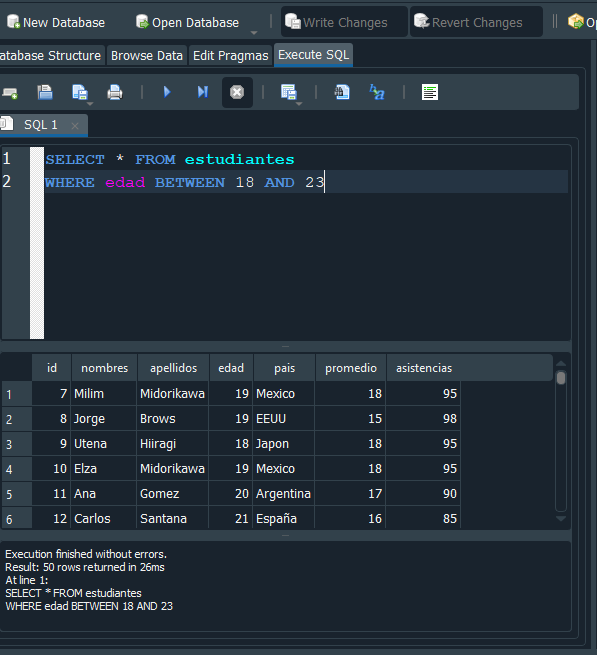 New Database Open Database Write Changes Revert Changes
atabase Structure Browse Data Edit Pragmas Execute SQL
SQL 1
1 SELECT * FROM estudiantes
2 WHERE edad BETWEEN 18 AND 23
id nombres apellidos edad pais promedio asistencias
1 7 Milim Midorikawa 19 Mexico 18 95
2 8 Jorge Brows 19 EEUU 15 98
3 9 Utena Hiiragi 18 Japon 18 95
4 10 Elza Midorikawa 19 Mexico 18 95
5 11 Ana Gomez 20 Argentina 17 90
6 12 Carlos Santana 21 España 16 85
Execution finished without errors.
Result: 50 rows returned in 26ms
At line 1:
SELECT * FROM estudiantes
WHERE edad BETWEEN 18 AND 23